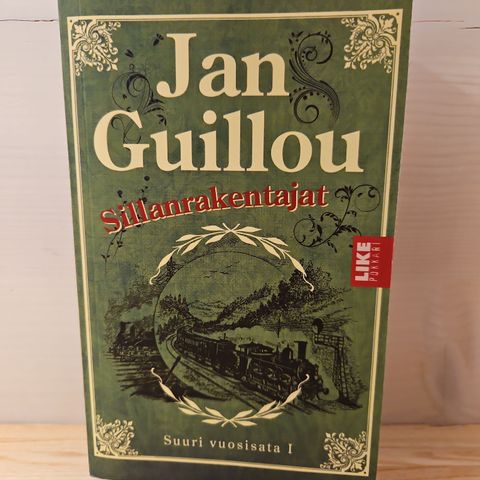 Jan
Guillou
Sillanrakentajat
LIKE
POKKARI
Suuri vuosisata I